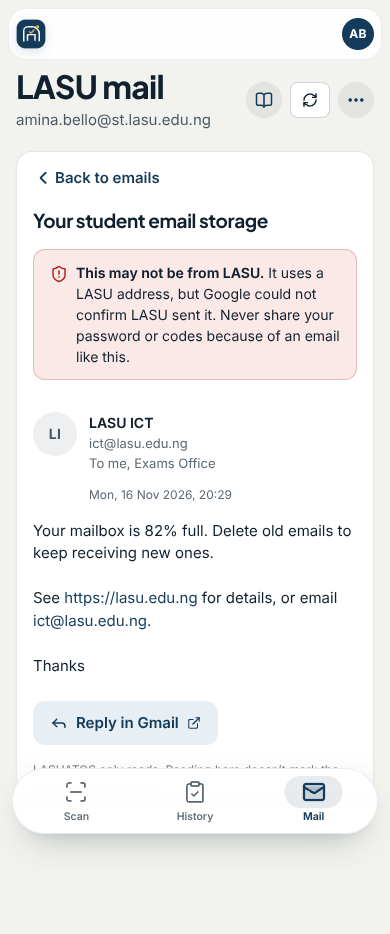 AB
LASU mail
amina.bello@st.lasu.edu.ng
Back to emails
Your student email storage
This may not be from LASU. It uses a
LASU address, but Google could not
confirm LASU sent it. Never share your
password or codes because of an email
like this.
LI
LASU ICT
ict@lasu.edu.ng
To me, Exams Office
Mon, 16 Nov 2026, 20:29
Your mailbox is 82% full. Delete old emails to
keep receiving new ones.
See https://lasu.edu.ng for details, or email
ict@lasu.edu.ng.
Thanks
Reply in Gmail
Scan
History
Mail